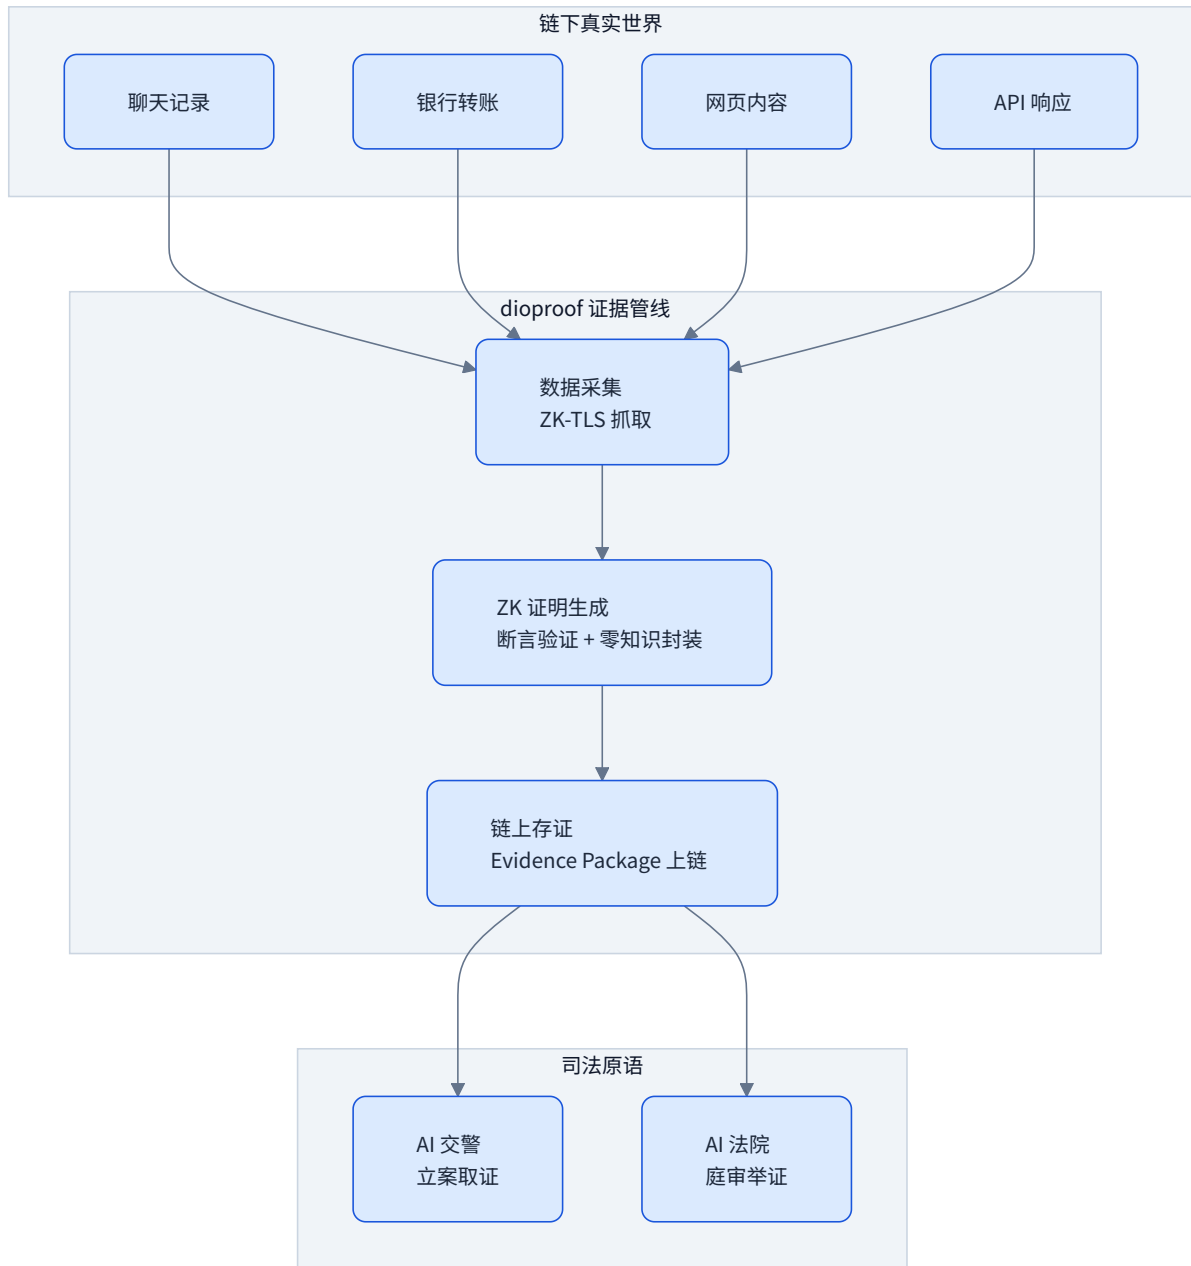 链下真实世界
聊天记录
银行转账
网页内容
API 响应
dioproof 证据管线
数据采集
ZK-TLS 抓取
ZK 证明生成
断言验证 + 零知识封装
链上存证
Evidence Package 上链
司法原语
AI 交警
立案取证
AI 法院
庭审举证